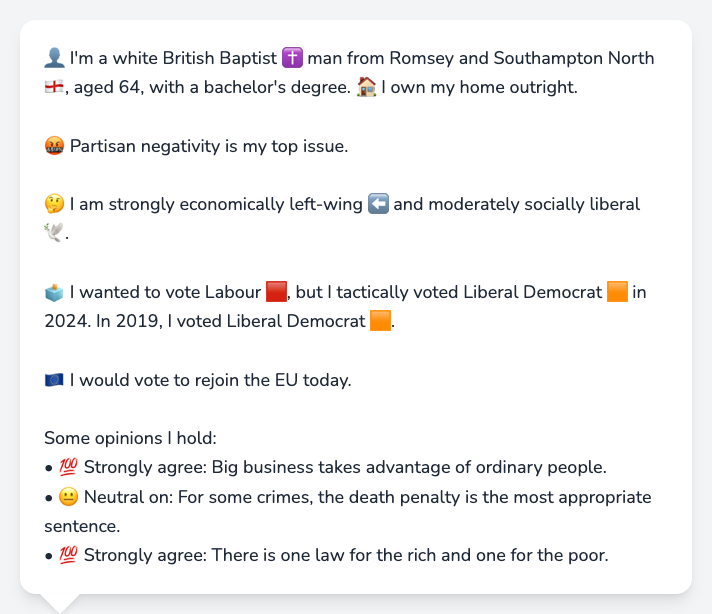 👤 I'm a white British Baptist ✝️ man from Romsey and Southampton North
🏴󠁧󠁢󠁥󠁮󠁧󠁿, aged 64, with a bachelor's degree. 🏠 I own my home outright.
🤬 Partisan negativity is my top issue.
🤔 I am strongly economically left-wing ⬅️ and moderately socially liberal
🕊️.
🗳️ I wanted to vote Labour 🟥, but I tactically voted Liberal Democrat 🟧 in
2024. In 2019, I voted Liberal Democrat 🟧.
🇪🇺 I would vote to rejoin the EU today.
Some opinions I hold:
• 💯 Strongly agree: Big business takes advantage of ordinary people.
• 😐 Neutral on: For some crimes, the death penalty is the most appropriate
sentence.
• 💯 Strongly agree: There is one law for the rich and one for the poor.